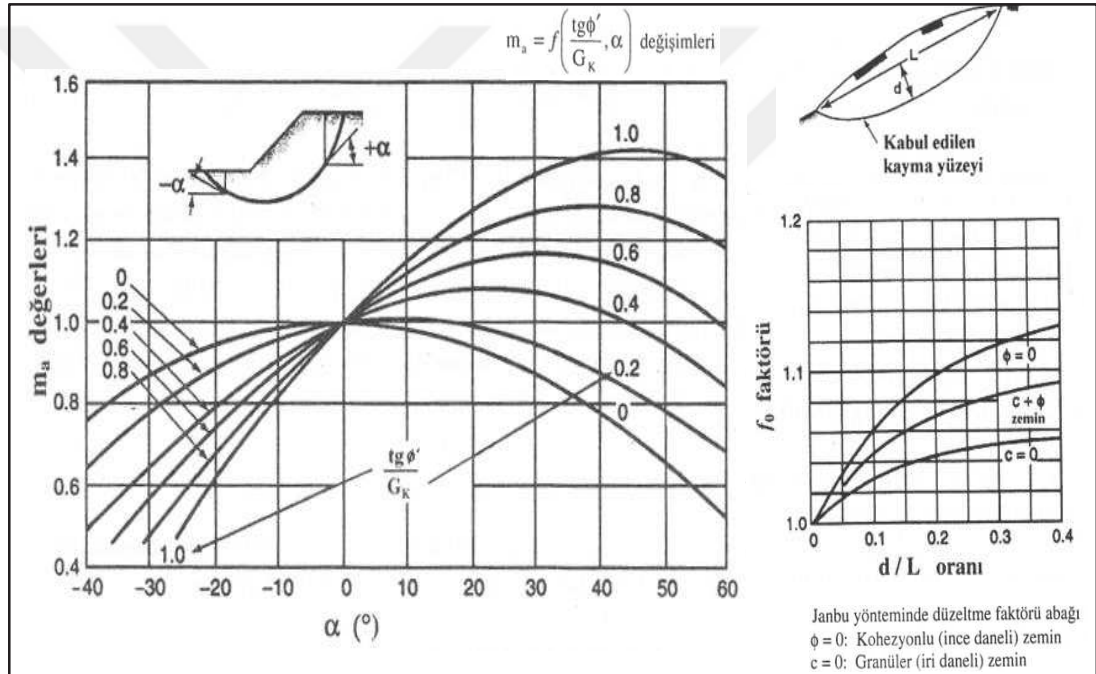 m_a = f(tgϕ′/G_K, α) değişimleri
1.6
1.4
1.2
1.0
0.8
0.6
0.4
mₐ değerleri
−α
+α
0
0.2
0.4
0.6
0.8
1.0
1.0
0.8
0.6
0.4
0.2
0
tgϕ′/G_K
-40
-30
-20
-10
0
10
20
30
40
50
60
α (°)
L
d
Kabul edilen
kayma yüzeyi
1.2
1.1
1.0
f₀ faktörü
ϕ = 0
c + ϕ
zemin
c = 0
0
0.1
0.2
0.3
0.4
d / L oranı
Janbu yönteminde düzeltme faktörü abağı
ϕ = 0: Kohezyonlu (ince daneli) zemin
c = 0: Granüler (iri daneli) zemin